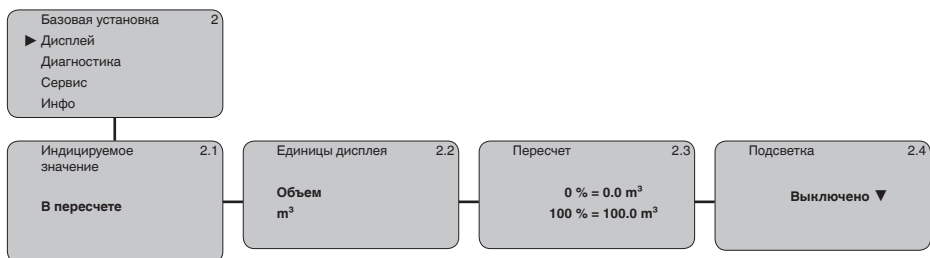 Базовая установка 2
▶ Дисплей
Диагностика
Сервис
Инфо
Индицируемое 2.1
значение
В пересчете
Единицы дисплея 2.2
Объем
m³
Пересчет 2.3
0 % = 0.0 m³
100 % = 100.0 m³
Подсветка 2.4
Выключено ▼